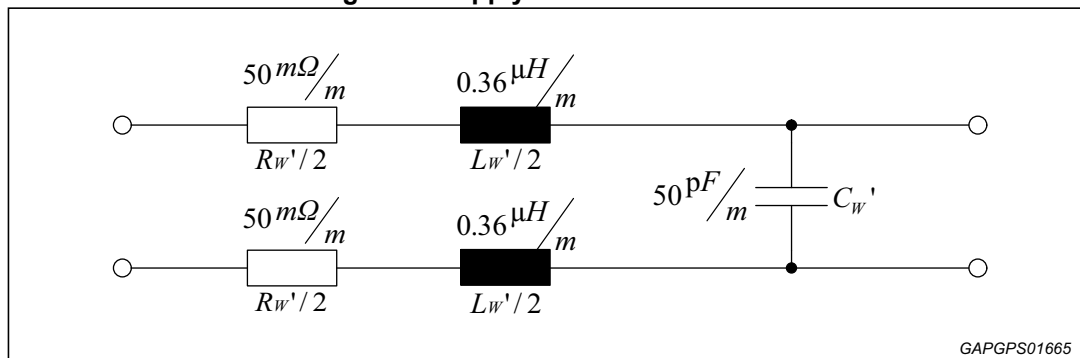 50 mΩ/m
0.36 μH/m
RW'/2
LW'/2
50 pF/m
CW'
50 mΩ/m
0.36 μH/m
RW'/2
LW'/2
GAPGPS01665